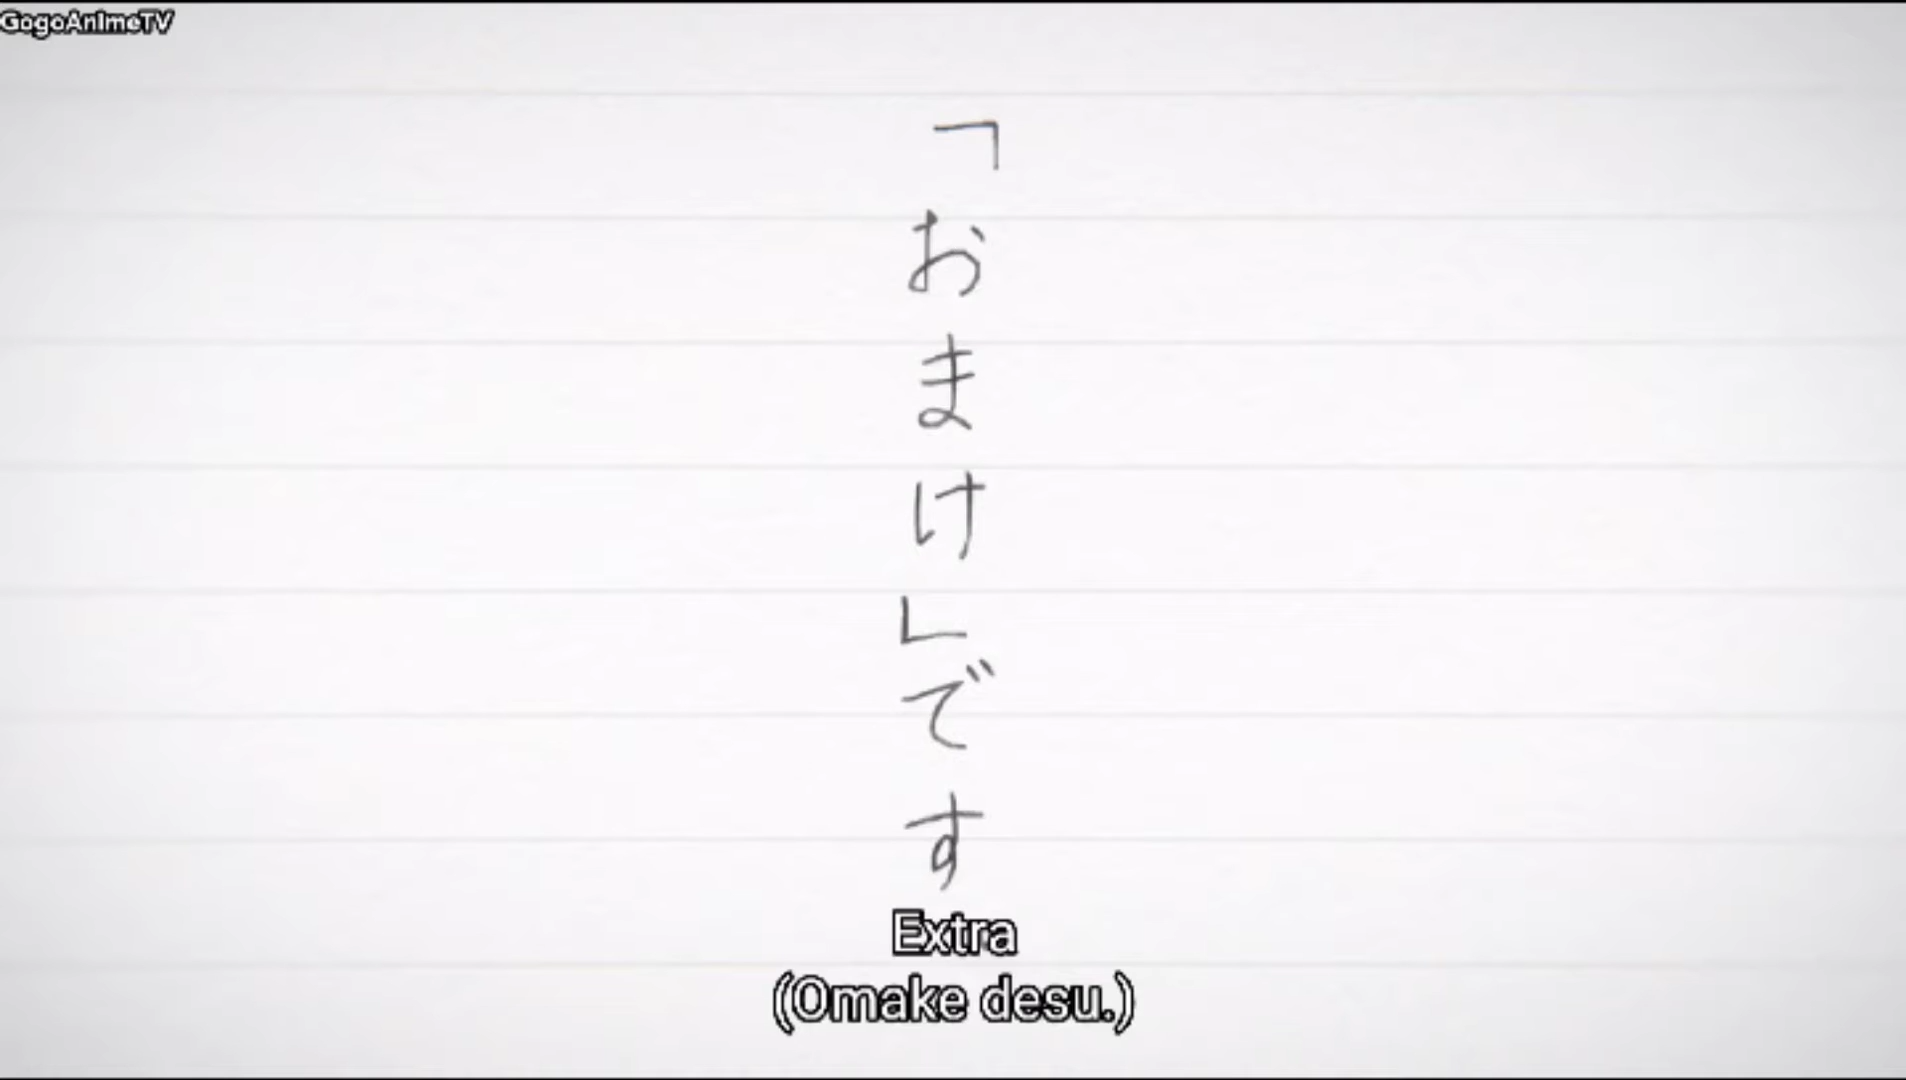 GogoAnimeTV
「おまけ」です
Extra
(Omake desu.)